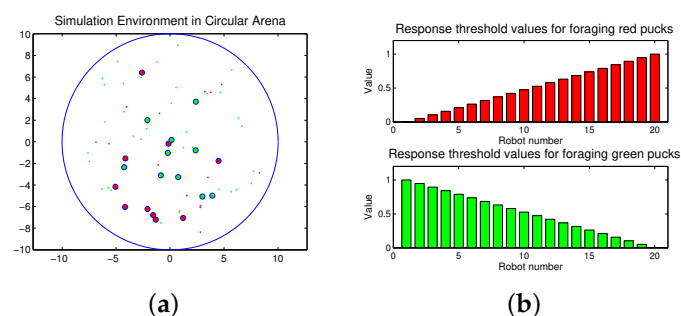 Simulation Environment in Circular Arena
10
8
6
4
2
0
−2
−4
−6
−8
−10
−10 −5 0 5 10
(a)
Response threshold values for foraging red pucks
Value
1
0.5
0
0 5 10 15 20
Robot number
Response threshold values for foraging green pucks
Value
1
0.5
0
0 5 10 15 20
Robot number
(b)